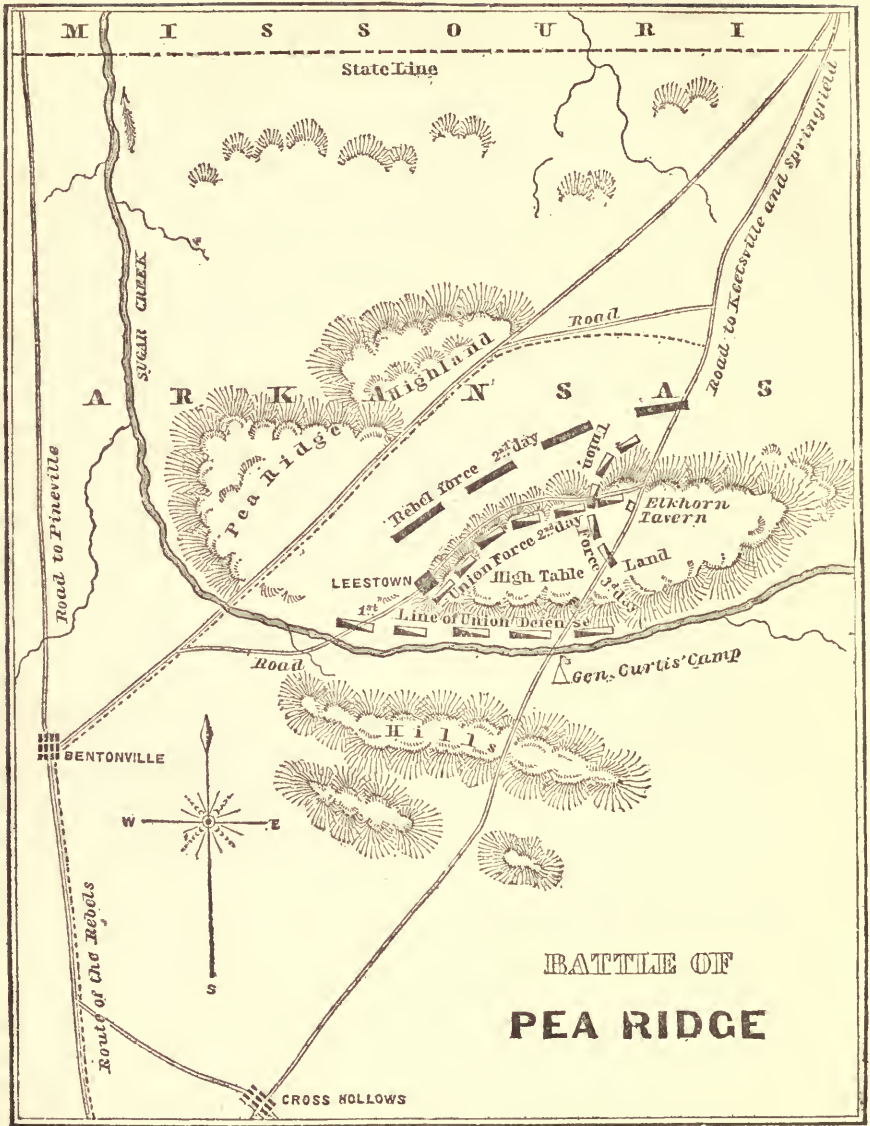 MISSOURI
State Line
Road to Keetsville and Springfield
SUGAR CREEK
Highland
Road
ARKANSAS
Pea Ridge
Rebel force 2nd day
Union
Force 3d day
Elkhorn
Tavern
Road to Pineville
Union Force 2nd day
LEESTOWN
High Table
Land
1st
Line of Union Defense
Road
Gen. Curtis' Camp
Hills
BENTONVILLE
W
E
S
Route of the Rebels
BATTLE OF
PEA RIDGE
CROSS HOLLOWS